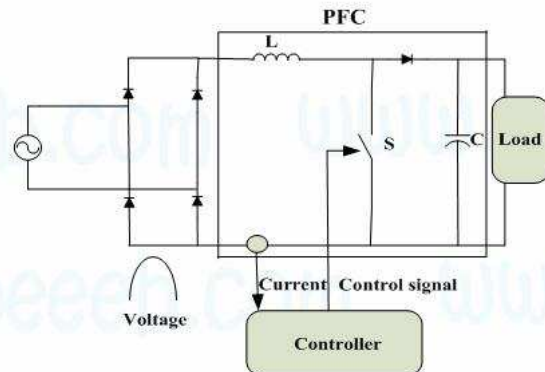 PFC
L
S
C
Load
Current
Control signal
Voltage
Controller